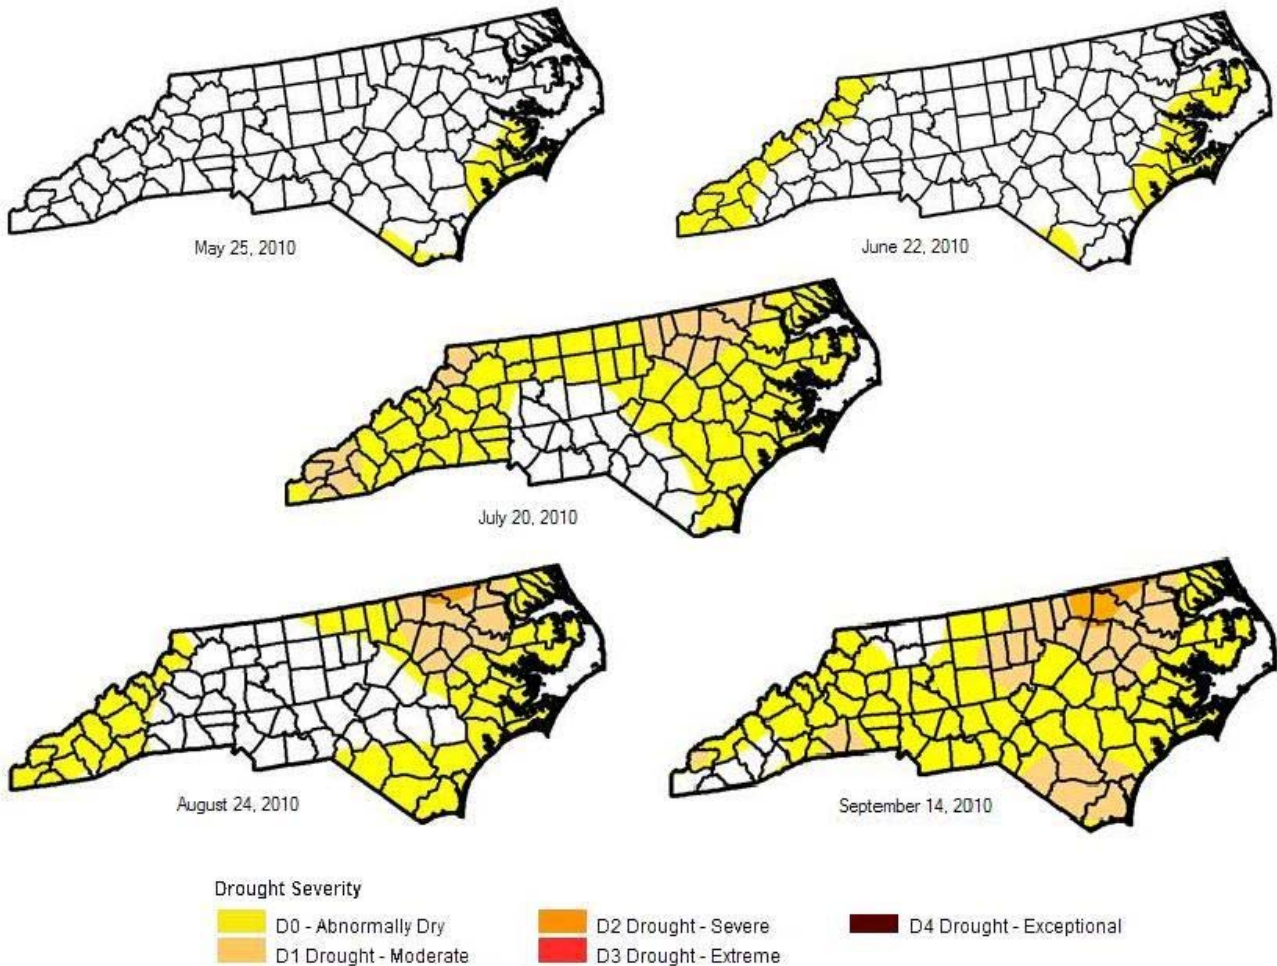 May 25, 2010
June 22, 2010
July 20, 2010
August 24, 2010
September 14, 2010
Drought Severity
D0 - Abnormally Dry
D1 Drought - Moderate
D2 Drought - Severe
D3 Drought - Extreme
D4 Drought - Exceptional